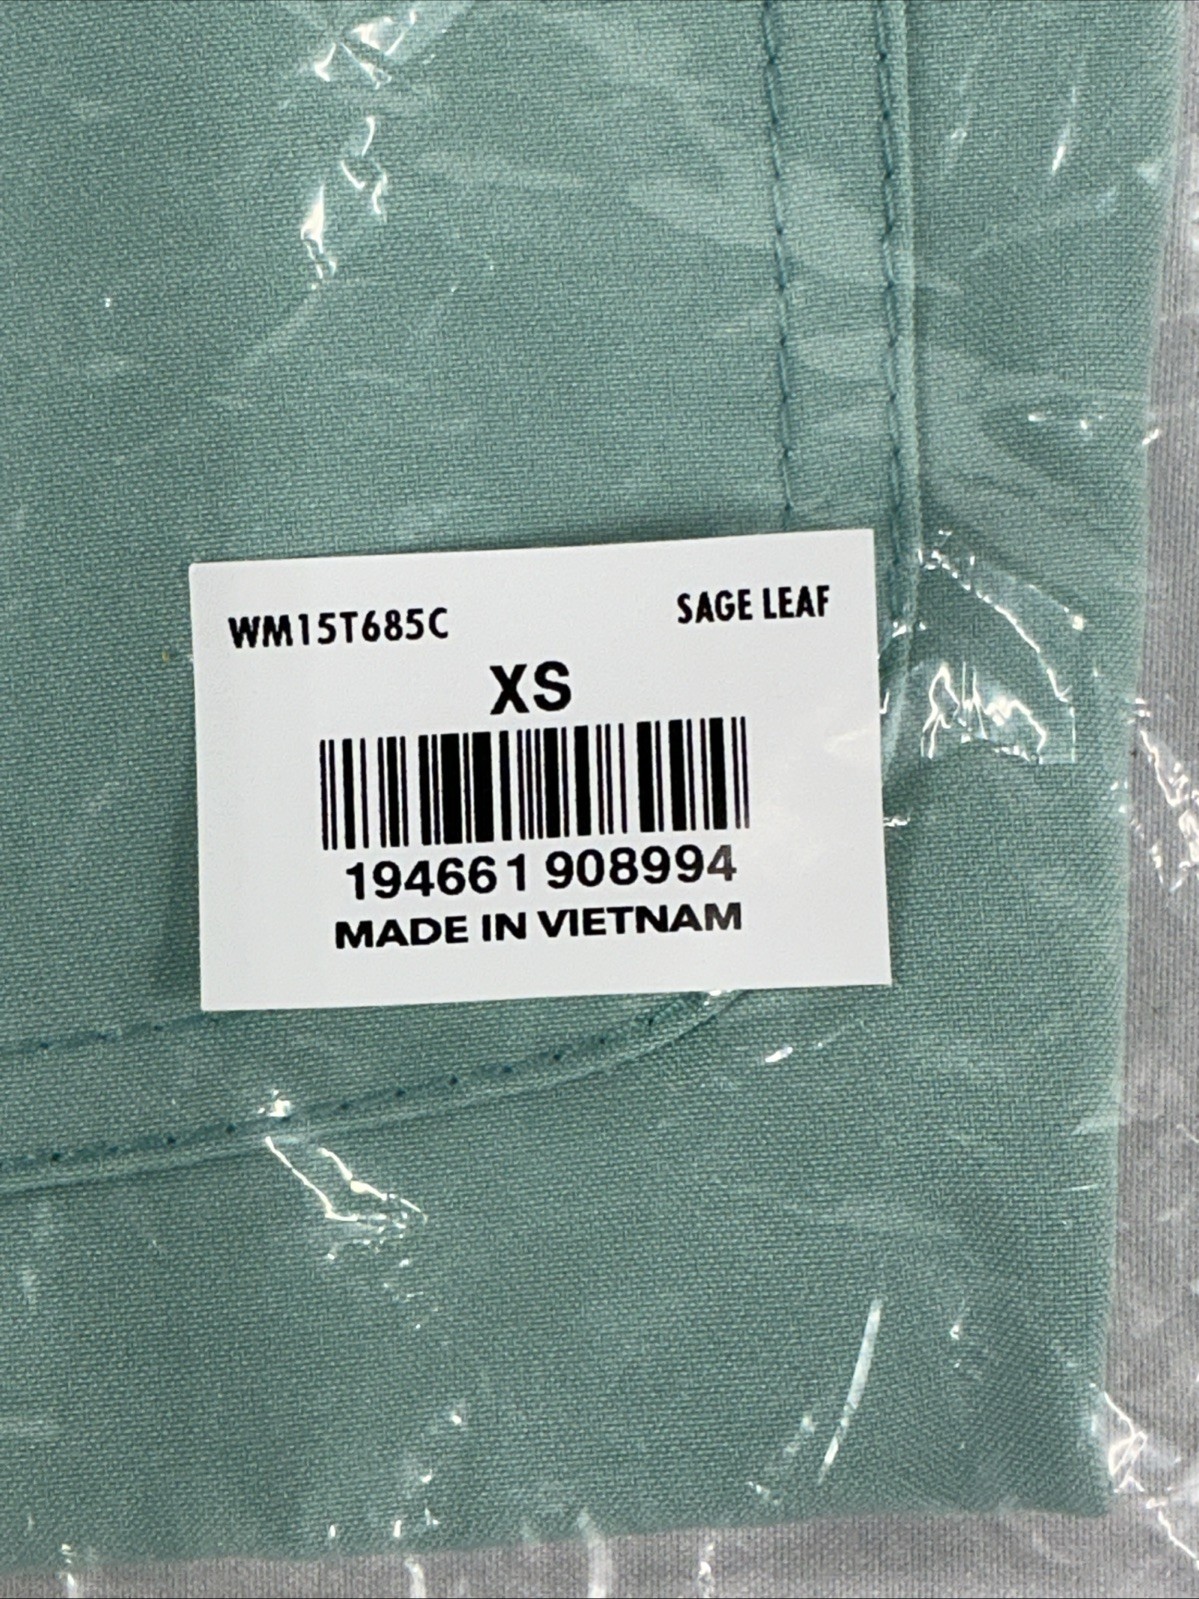 WM15T685C SAGE LEAF
XS
194661 908994
MADE IN VIETNAM